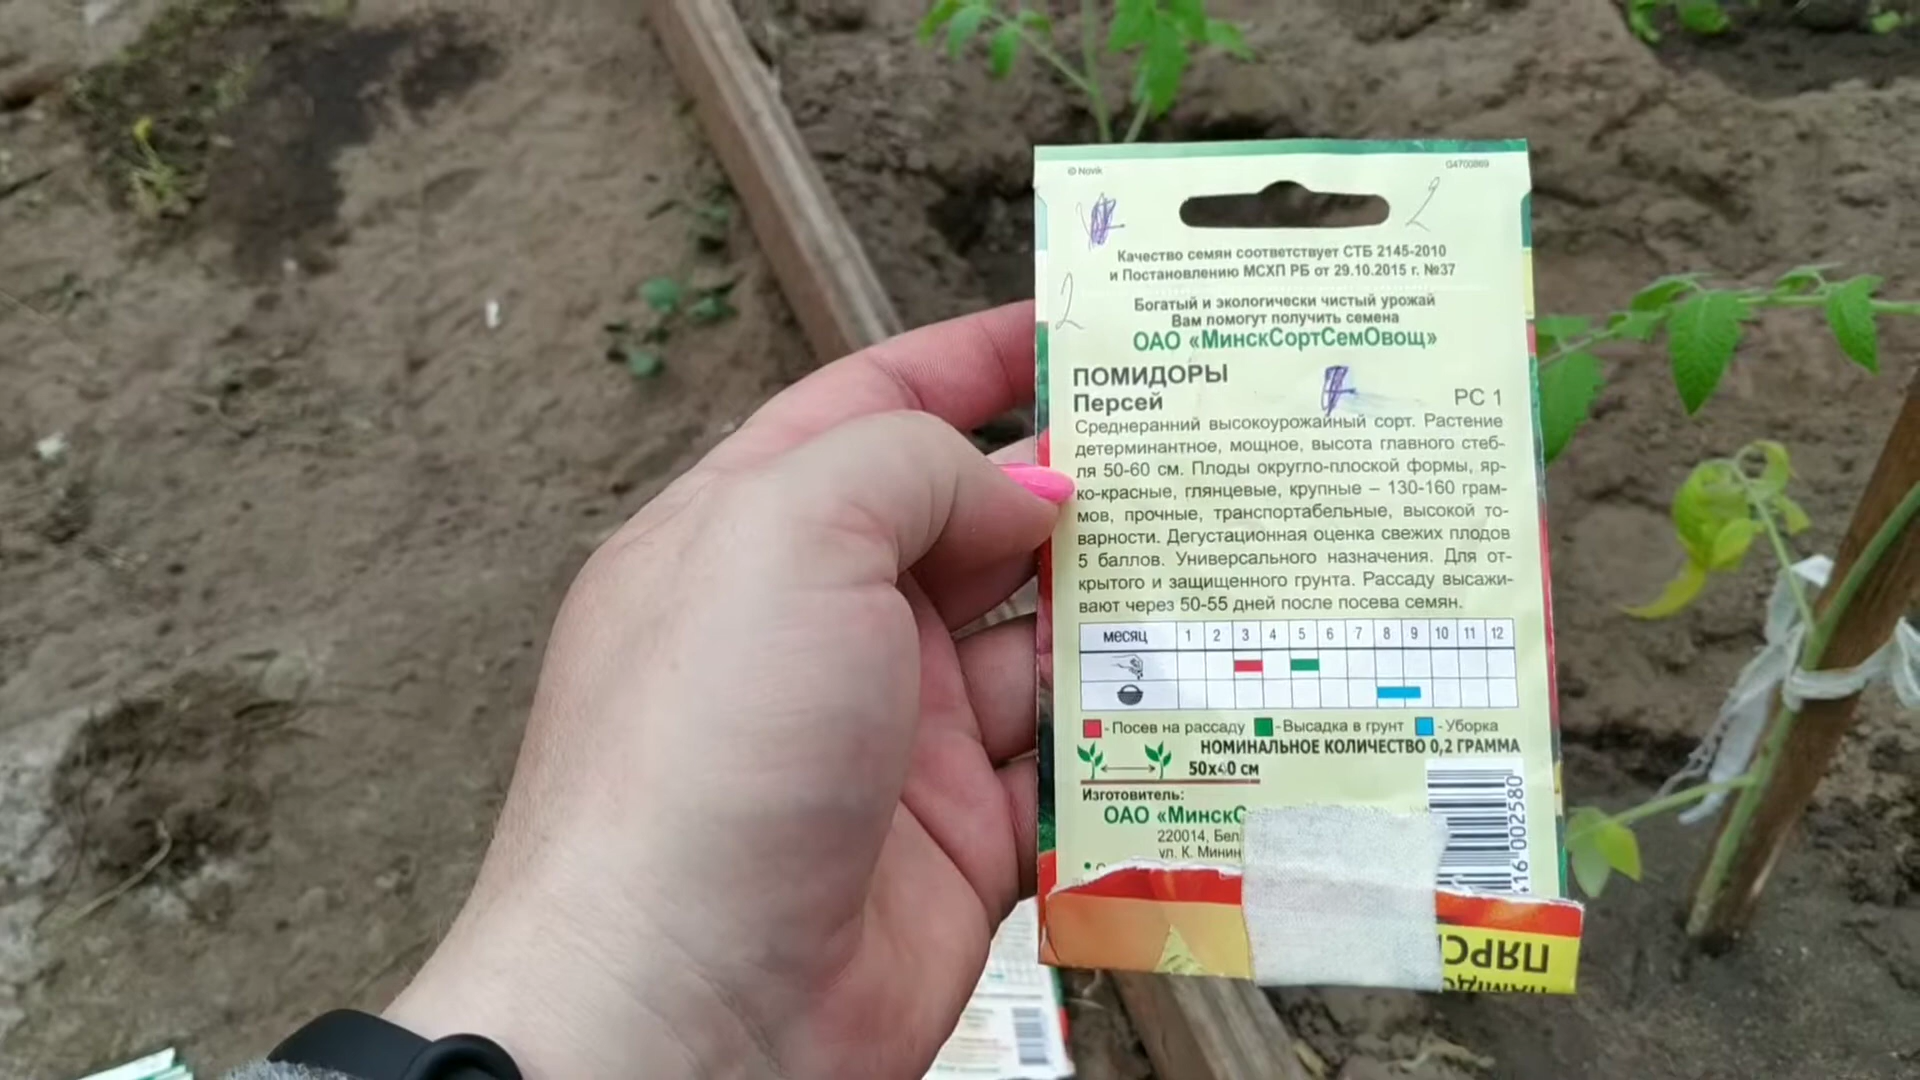 © Novik
G4700869
2
2
Качество семян соответствует СТБ 2145-2010
и Постановлению МСХП РБ от 29.10.2015 г. №37
Богатый и экологически чистый урожай
Вам помогут получить семена
ОАО «МинскСортСемОвощ»
ПОМИДОРЫ
Персей
РС 1
Среднеранний высокоурожайный сорт. Растение
детерминантное, мощное, высота главного стеб-
ля 50-60 см. Плоды округло-плоской формы, яр-
ко-красные, глянцевые, крупные – 130-160 грам-
мов, прочные, транспортабельные, высокой то-
варности. Дегустационная оценка свежих плодов
5 баллов. Универсального назначения. Для от-
крытого и защищенного грунта. Рассаду высажи-
вают через 50-55 дней после посева семян.
месяц 1 2 3 4 5 6 7 8 9 10 11 12
- Посев на рассаду - Высадка в грунт - Уборка
НОМИНАЛЬНОЕ КОЛИЧЕСТВО 0,2 ГРАММА
50х40 см
Изготовитель:
ОАО «МинскС
220014, Бел
ул. К. Минин
416 002580
ПЯРС